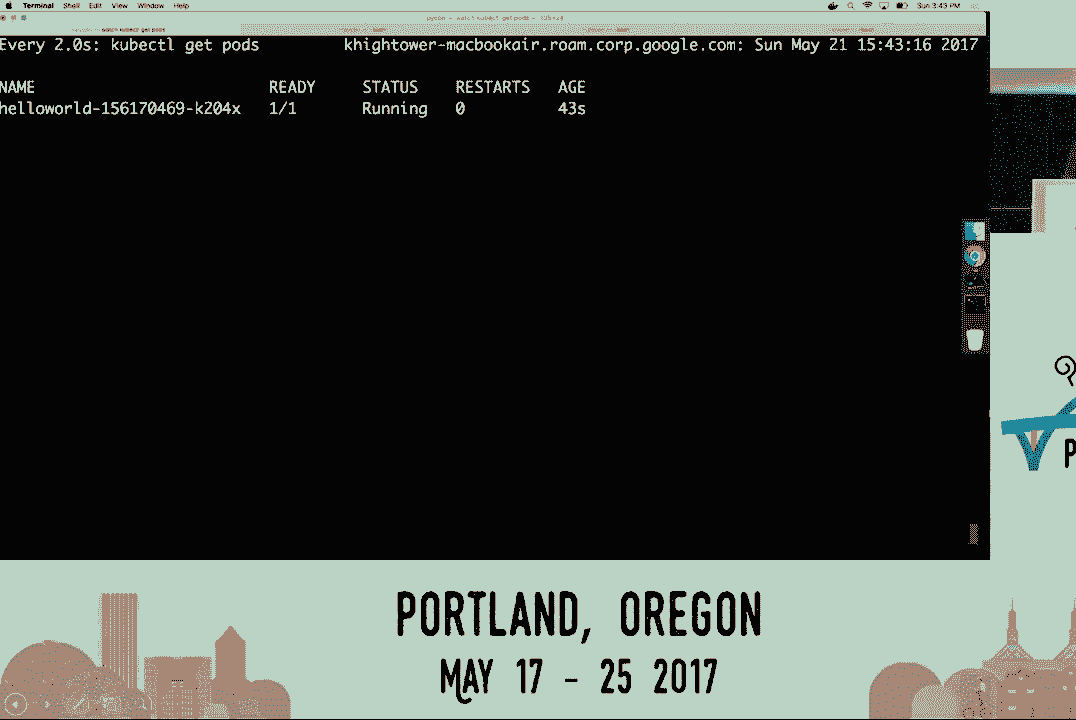 Terminal Shell Edit View Window Help Sun 3:43 PM
Every 2.0s: kubectl get pods khightower-macbookair.roam.corp.google.com: Sun May 21 15:43:16 2017
NAME READY STATUS RESTARTS AGE
helloworld-156170469-k204x 1/1 Running 0 43s
P
PORTLAND, OREGON
MAY 17 - 25 2017